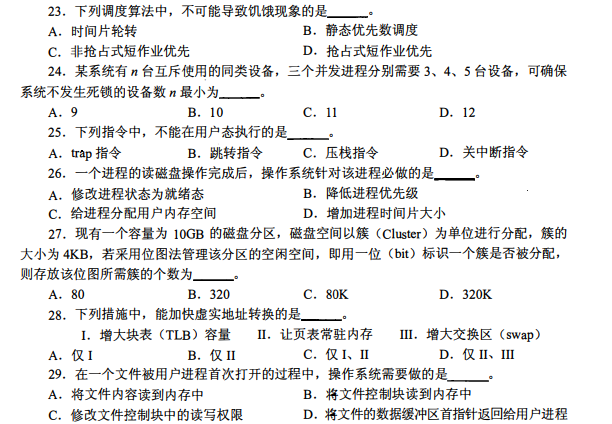 23．下列调度算法中，不可能导致饥饿现象的是______。
A．时间片轮转 B．静态优先数调度
C．非抢占式短作业优先 D．抢占式短作业优先
24．某系统有 n 台互斥使用的同类设备，三个并发进程分别需要 3、4、5 台设备，可确保
系统不发生死锁的设备数 n 最小为______。
A．9 B．10 C．11 D．12
25．下列指令中，不能在用户态执行的是______。
A．trap 指令 B．跳转指令 C．压栈指令 D．关中断指令
26．一个进程的读磁盘操作完成后，操作系统针对该进程必做的是______。
A．修改进程状态为就绪态 B．降低进程优先级
C．给进程分配用户内存空间 D．增加进程时间片大小
27．现有一个容量为 10GB 的磁盘分区，磁盘空间以簇（Cluster）为单位进行分配，簇的
大小为 4KB，若采用位图法管理该分区的空闲空间，即用一位（bit）标识一个簇是否被分配，
则存放该位图所需簇的个数为______。
A．80 B．320 C．80K D．320K
28．下列措施中，能加快虚实地址转换的是______。
I．增大块表（TLB）容量 II．让页表常驻内存 III．增大交换区（swap）
A．仅 I B．仅 II C．仅 I、II D．仅 II、III
29．在一个文件被用户进程首次打开的过程中，操作系统需要做的是______。
A．将文件内容读到内存中 B．将文件控制块读到内存中
C．修改文件控制块中的读写权限 D．将文件的数据缓冲区首指针返回给用户进程